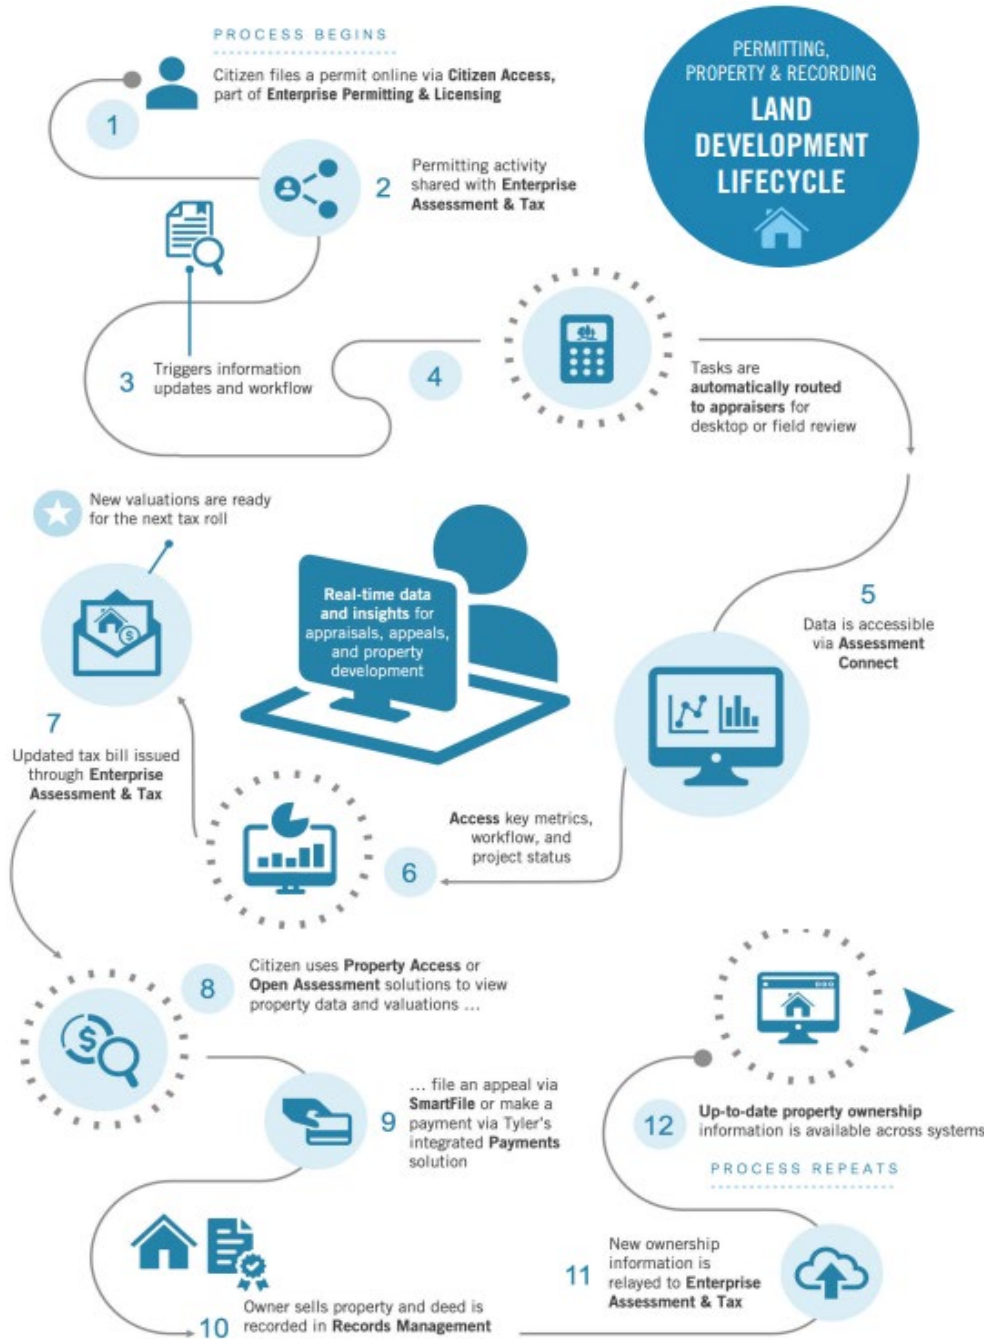 PROCESS BEGINS
Citizen files a permit online via Citizen Access,
part of Enterprise Permitting & Licensing
1
PERMITTING,
PROPERTY & RECORDING
LAND
DEVELOPMENT
LIFECYCLE
2
Permitting activity
shared with Enterprise
Assessment & Tax
3
Triggers information
updates and workflow
4
Tasks are
automatically routed
to appraisers for
desktop or field review
5
Data is accessible
via Assessment
Connect
Real-time data
and insights for
appraisals, appeals,
and property
development
6
Access key metrics,
workflow, and
project status
New valuations are ready
for the next tax roll
7
Updated tax bill issued
through Enterprise
Assessment & Tax
8
Citizen uses Property Access or
Open Assessment solutions to view
property data and valuations ...
9
... file an appeal via
SmartFile or make a
payment via Tyler's
integrated Payments
solution
10
Owner sells property and deed is
recorded in Records Management
11
New ownership
information is
relayed to Enterprise
Assessment & Tax
12
Up-to-date property ownership
information is available across systems
PROCESS REPEATS